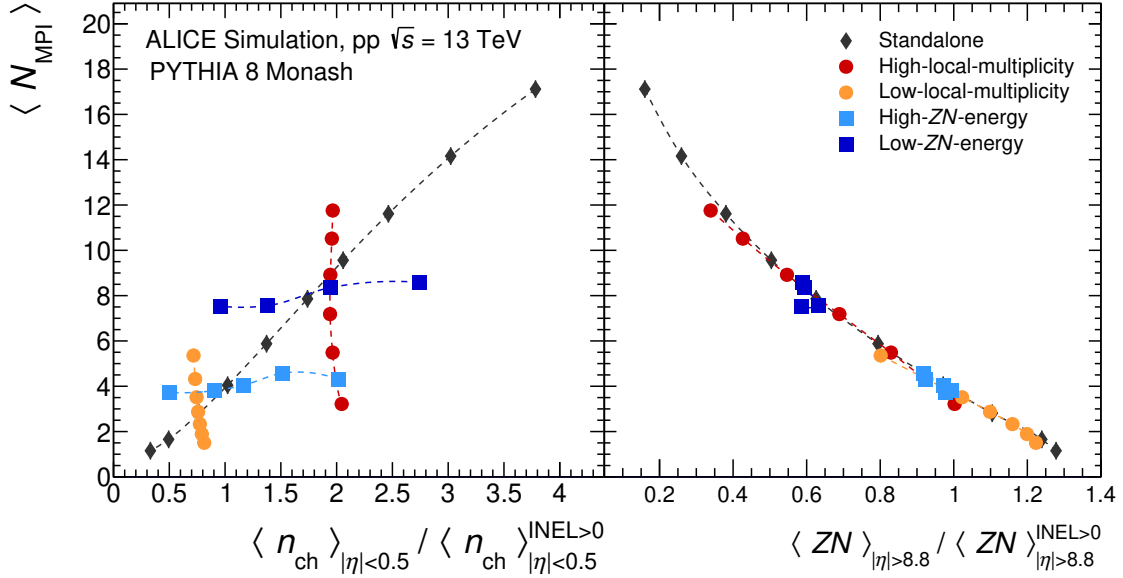 ⟨ N_MPI ⟩
20
18
16
14
12
10
8
6
4
2
0
ALICE Simulation, pp √s = 13 TeV
PYTHIA 8 Monash
Standalone
High-local-multiplicity
Low-local-multiplicity
High-ZN-energy
Low-ZN-energy
0 0.5 1 1.5 2 2.5 3 3.5 4
0.2 0.4 0.6 0.8 1 1.2 1.4
⟨ n_ch ⟩_|η|<0.5 / ⟨ n_ch ⟩^INEL>0_|η|<0.5
⟨ ZN ⟩_|η|>8.8 / ⟨ ZN ⟩^INEL>0_|η|>8.8